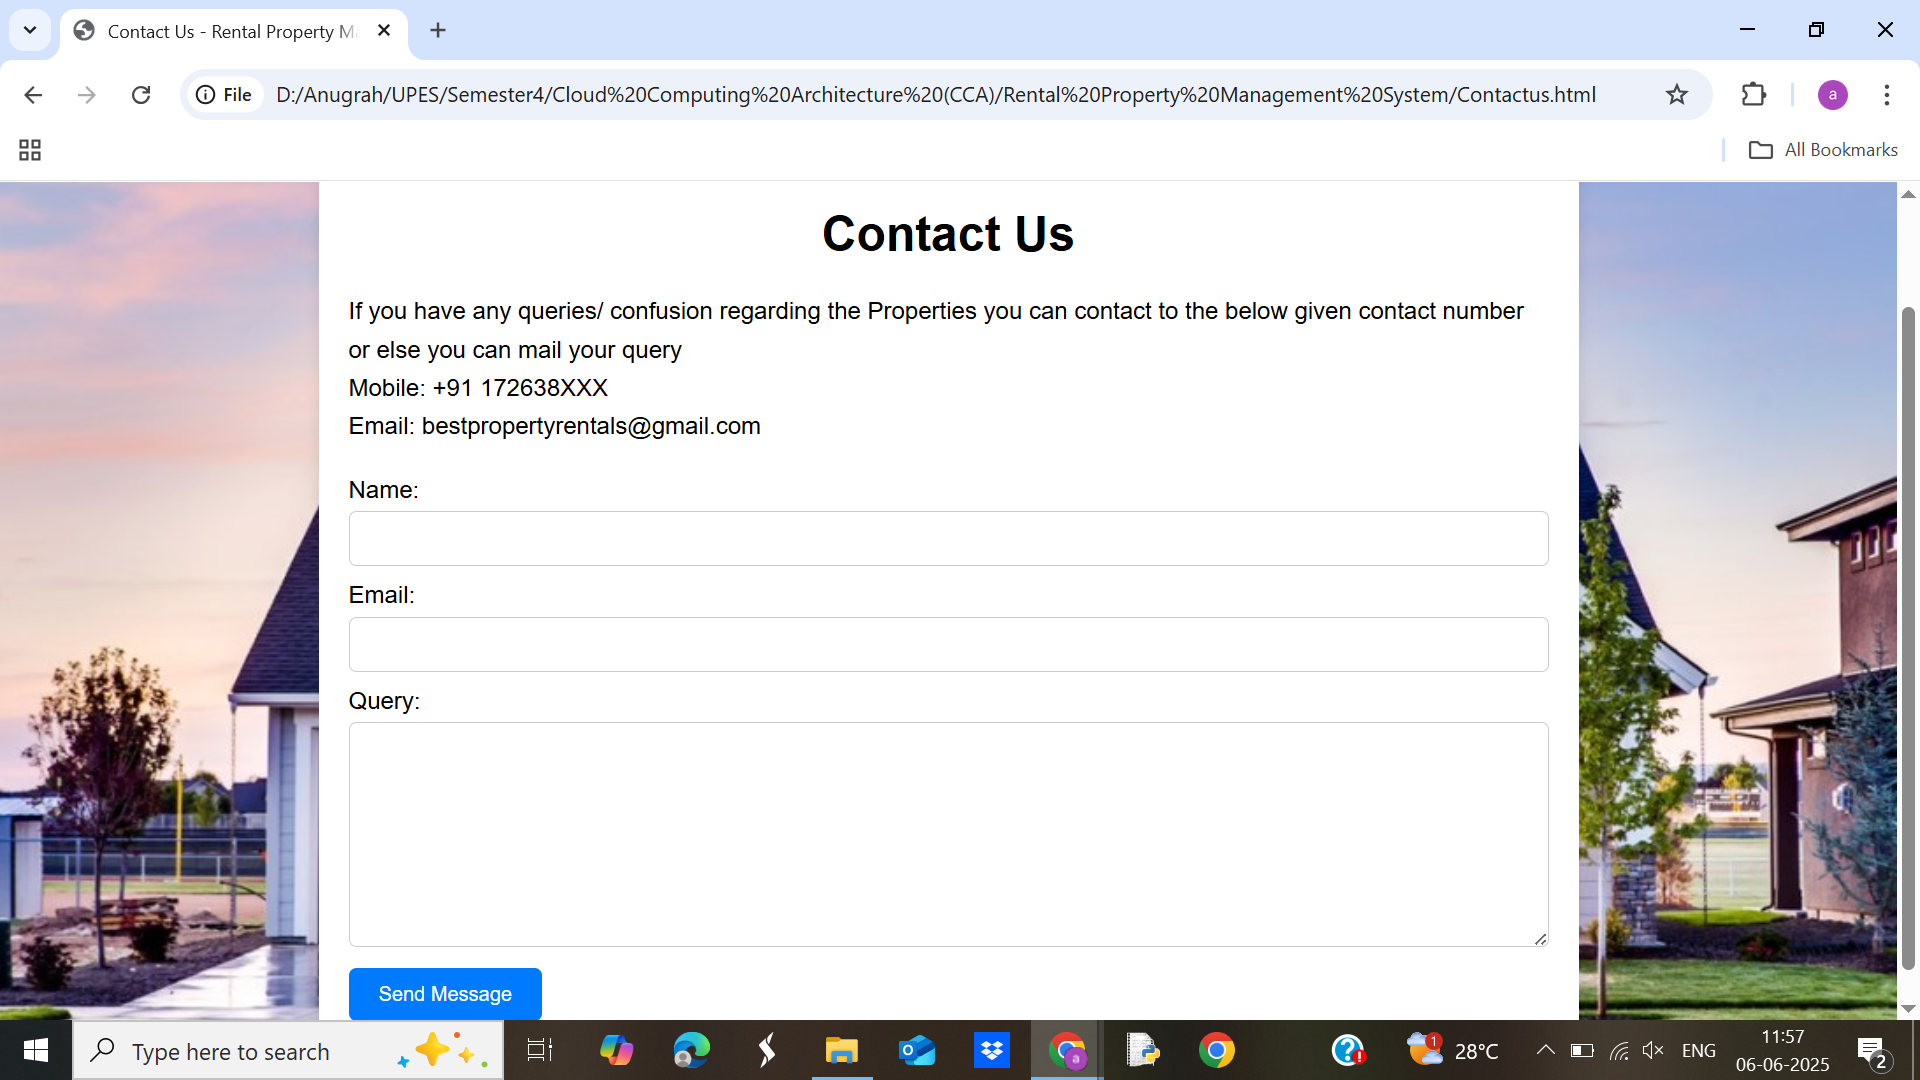 Contact Us - Rental Property Ma
File
D:/Anugrah/UPES/Semester4/Cloud%20Computing%20Architecture%20(CCA)/Rental%20Property%20Management%20System/Contactus.html
a
All Bookmarks
Contact Us
If you have any queries/ confusion regarding the Properties you can contact to the below given contact number
or else you can mail your query
Mobile: +91 172638XXX
Email: bestpropertyrentals@gmail.com
Name:
Email:
Query:
Send Message
Type here to search
a
1
28°C
ENG
11:57
06-06-2025
2